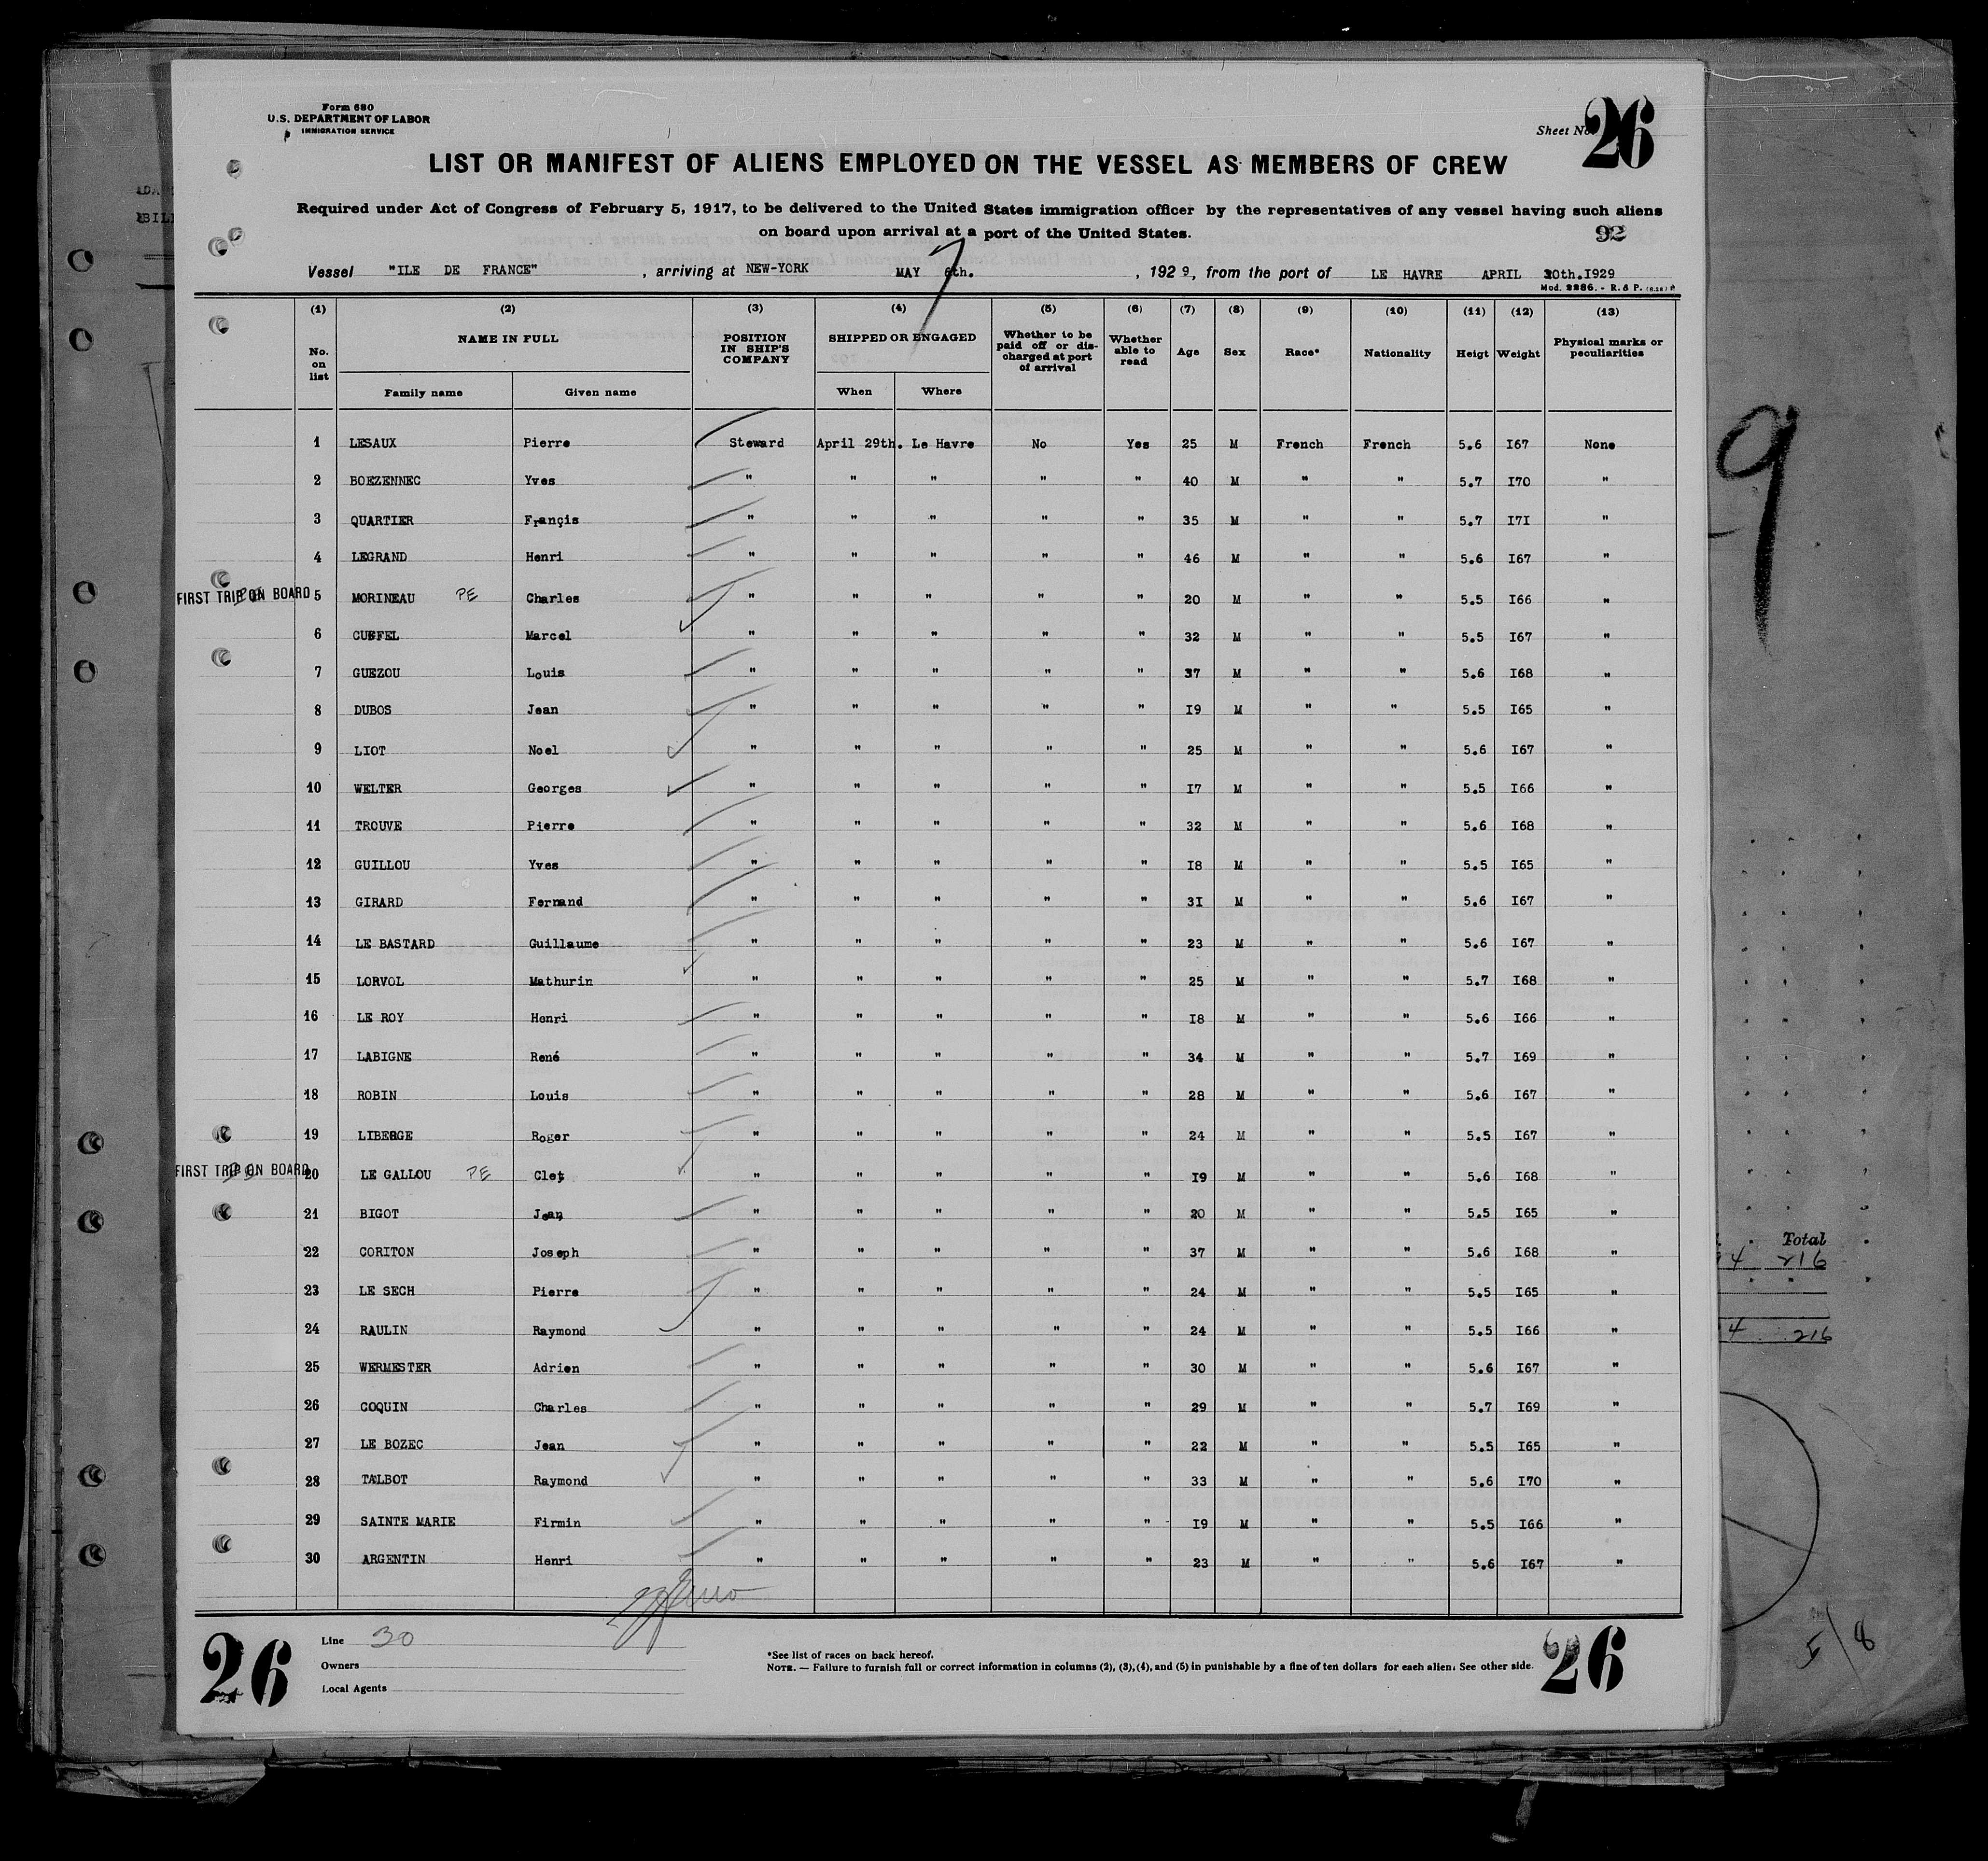 Form 680
U.S. DEPARTMENT OF LABOR
IMMIGRATION SERVICE
Sheet No 26
LIST OR MANIFEST OF ALIENS EMPLOYED ON THE VESSEL AS MEMBERS OF CREW
Required under Act of Congress of February 5, 1917, to be delivered to the United States immigration officer by the representatives of any vessel having such aliens
on board upon arrival at a port of the United States.
92
Vessel "ILE DE FRANCE" , arriving at NEW-YORK MAY 6th. 7 , 1929, from the port of LE HAVRE APRIL 30th.I929
Mod. 2286. - R. & P.
(1) (2) (3) (4) (5) (6) (7) (8) (9) (10) (11) (12) (13)
No. on list NAME IN FULL POSITION IN SHIP'S COMPANY SHIPPED OR ENGAGED Whether to be paid off or discharged at port of arrival Whether able to read Age Sex Race* Nationality Heigt Weight Physical marks or peculiarities
Family name Given name When Where
1 LESAUX Pierre Steward April 29th. Le Havre No Yes 25 M French French 5.6 I67 None
2 BOEZENNEC Yves " " " " " 40 M " " 5.7 I70 "
3 QUARTIER Françis " " " " " 35 M " " 5.7 I7I "
4 LEGRAND Henri " " " " " 46 M " " 5.6 I67 "
FIRST TRIP ON BOARD 5 MORINEAU PE Charles " " " " " 20 M " " 5.5 I66 "
6 CUEFEL Marcel " " " " " 32 M " " 5.5 I67 "
7 GUEZOU Louis " " " " " 37 M " " 5.6 I68 "
8 DUBOS Jean " " " " " I9 M " " 5.5 I65 "
9 LIOT Noel " " " " " 25 M " " 5.6 I67 "
10 WELTER Georges " " " " " I7 M " " 5.5 I66 "
11 TROUVE Pierre " " " " " 32 M " " 5.6 I68 "
12 GUILLOU Yves " " " " " I8 M " " 5.5 I65 "
13 GIRARD Fernand " " " " " 3I M " " 5.6 I67 "
14 LE BASTARD Guillaume " " " " " 23 M " " 5.6 I67 "
15 LORVOL Mathurin " " " " " 25 M " " 5.7 I68 "
16 LE ROY Henri " " " " " I8 M " " 5.6 I66 "
17 LABIGNE René " " " " " 34 M " " 5.7 I69 "
18 ROBIN Louis " " " " " 28 M " " 5.6 I67 "
19 LIBERGE Roger " " " " " 24 M " " 5.5 I67 "
FIRST TRIP ON BOARD 20 LE GALLOU PE Clet " " " " " I9 M " " 5.6 I68 "
21 BIGOT Jean " " " " " 20 M " " 5.5 I65 "
22 CORITON Joseph " " " " " 37 M " " 5.6 I68 "
23 LE SECH Pierre " " " " " 24 M " " 5.5 I65 "
24 RAULIN Raymond " " " " " 24 M " " 5.5 I66 "
25 WERMESTER Adrien " " " " " 30 M " " 5.6 I67 "
26 COQUIN Charles " " " " " 29 M " " 5.7 I69 "
27 LE BOZEC Jean " " " " " 22 M " " 5.5 I65 "
28 TALBOT Raymond " " " " " 33 M " " 5.6 I70 "
29 SAINTE MARIE Firmin " " " " " I9 M " " 5.5 I66 "
30 ARGENTIN Henri " " " " " 23 M " " 5.6 I67 "
26
Line 30
Owners
Local Agents
*See list of races on back hereof.
NOTE. — Failure to furnish full or correct information in columns (2), (3), (4), and (5) in punishable by a fine of ten dollars for each alien. See other side.
26
9
Total
4 216
4 216
5/8